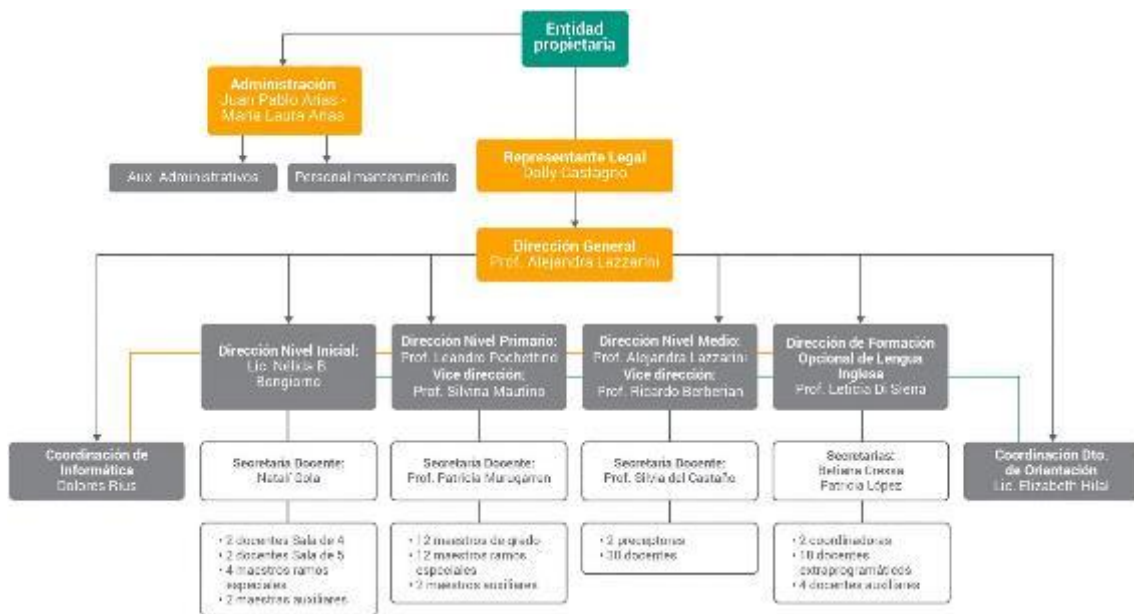 Entidad
propietaria
Administración
Juan Pablo Arias -
María Laura Arias
Aux. Administrativos
Personal mantenimiento
Representante Legal
Dolly Castagno
Dirección General
Prof. Alejandra Lazzarini
Dirección Nivel Inicial:
Lic. Nélida B.
Bongiorno
Dirección Nivel Primario:
Prof. Leandro Pochettino
Vice dirección:
Prof. Silvina Mautino
Dirección Nivel Medio:
Prof. Alejandra Lazzarini
Vice dirección:
Prof. Ricardo Berberian
Dirección de Formación
Opcional de Lengua
Inglesa
Prof. Leticia Di Siena
Coordinación de
Informática
Dolores Rius
Secretaria Docente:
Natalí
Secretaria Docente:
Prof. Patricia
Secretaria Docente:
Prof. Silvia del Castaño
Secretarias:
Betiana
Patricia López
Coordinación Dto.
de Orientación
Lic. Elizabeth Hilal
• 2 docentes Sala de 4
• 2 docentes Sala de 5
• 4 maestros ramos
especiales
• 2 maestras auxiliares
• 12 maestros de grado
• 12 maestros ramos
especiales
• 2 maestros auxiliares
• 2 preceptores
• 30 docentes
• 2 coordinadoras
• 18 docentes
extraprogramáticos
• 4 docentes auxiliares